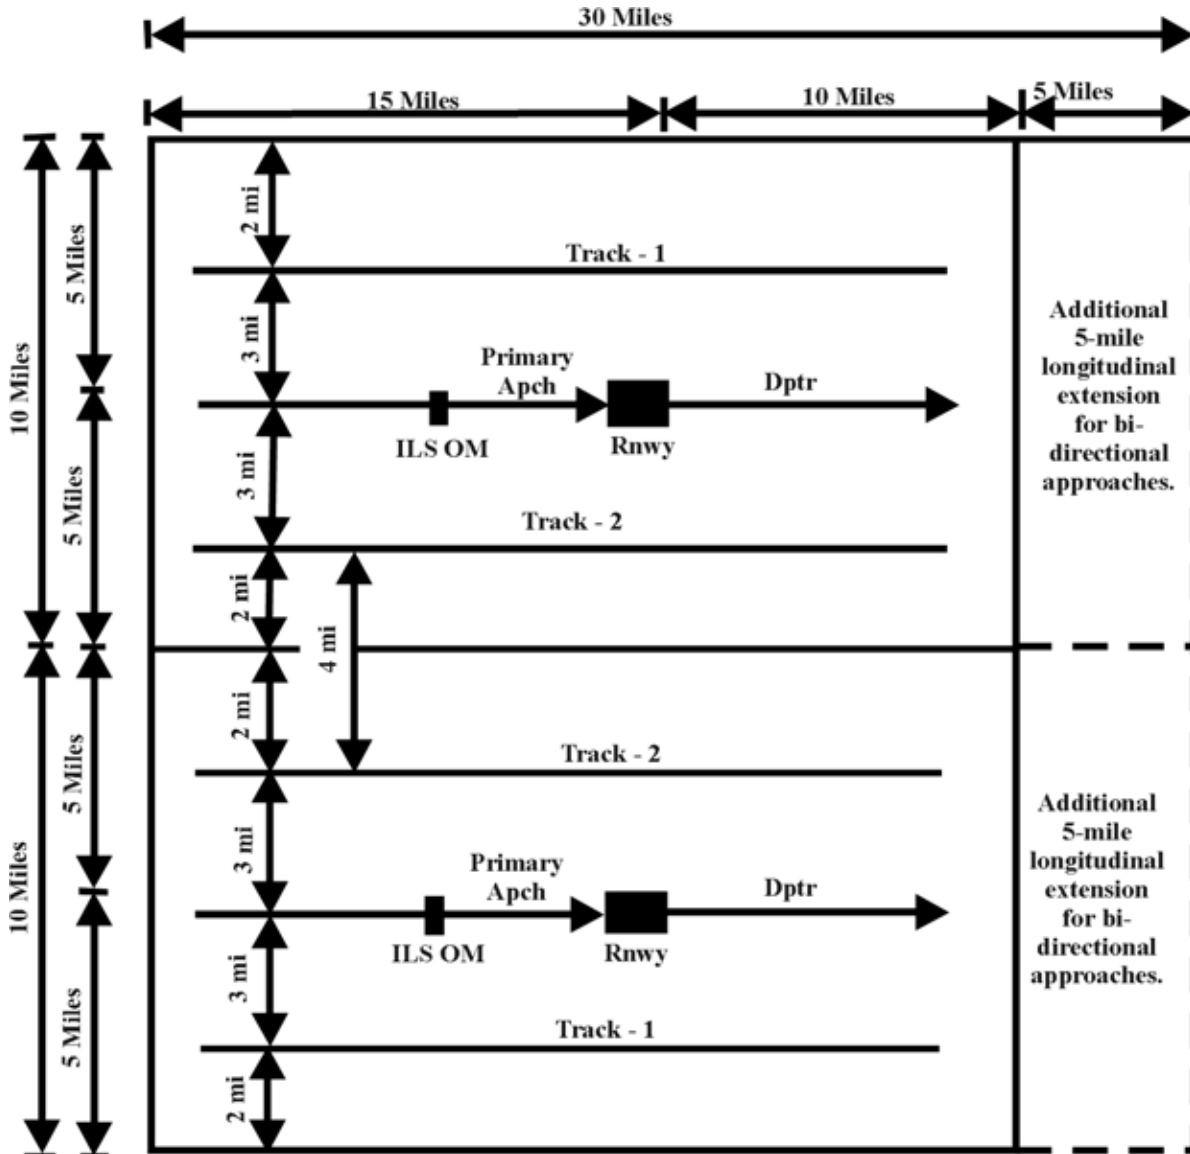 30 Miles
15 Miles
10 Miles
5 Miles
10 Miles
5 Miles
2 mi
Track - 1
3 mi
Primary
Apch
Dptr
ILS OM
Rnwy
Additional
5-mile
longitudinal
extension
for bi-
directional
approaches.
5 Miles
3 mi
Track - 2
2 mi
4 mi
10 Miles
5 Miles
2 mi
Track - 2
3 mi
Primary
Apch
Dptr
ILS OM
Rnwy
Additional
5-mile
longitudinal
extension
for bi-
directional
approaches.
5 Miles
3 mi
Track - 1
2 mi